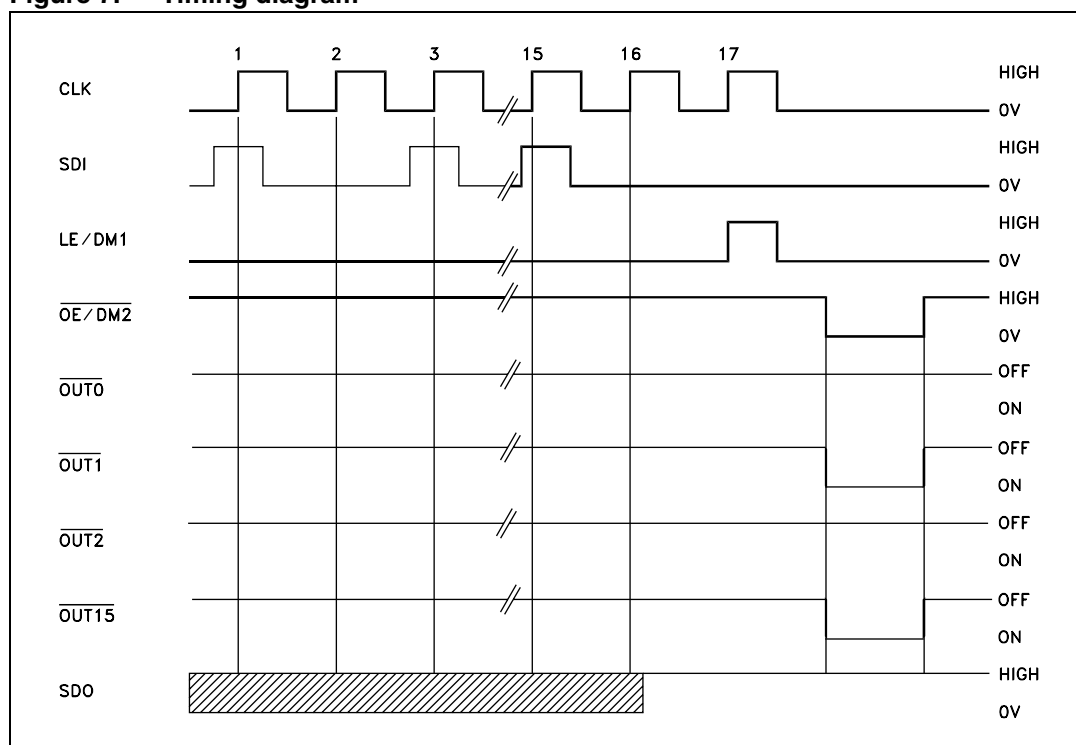 Figure 7. Timing diagram
1 2 3 15 16 17
CLK HIGH
0V
SDI HIGH
0V
LE/DM1 HIGH
0V
OE/DM2 HIGH
0V
OUT0 OFF
ON
OUT1 OFF
ON
OUT2 OFF
ON
OUT15 OFF
ON
SDO HIGH
0V